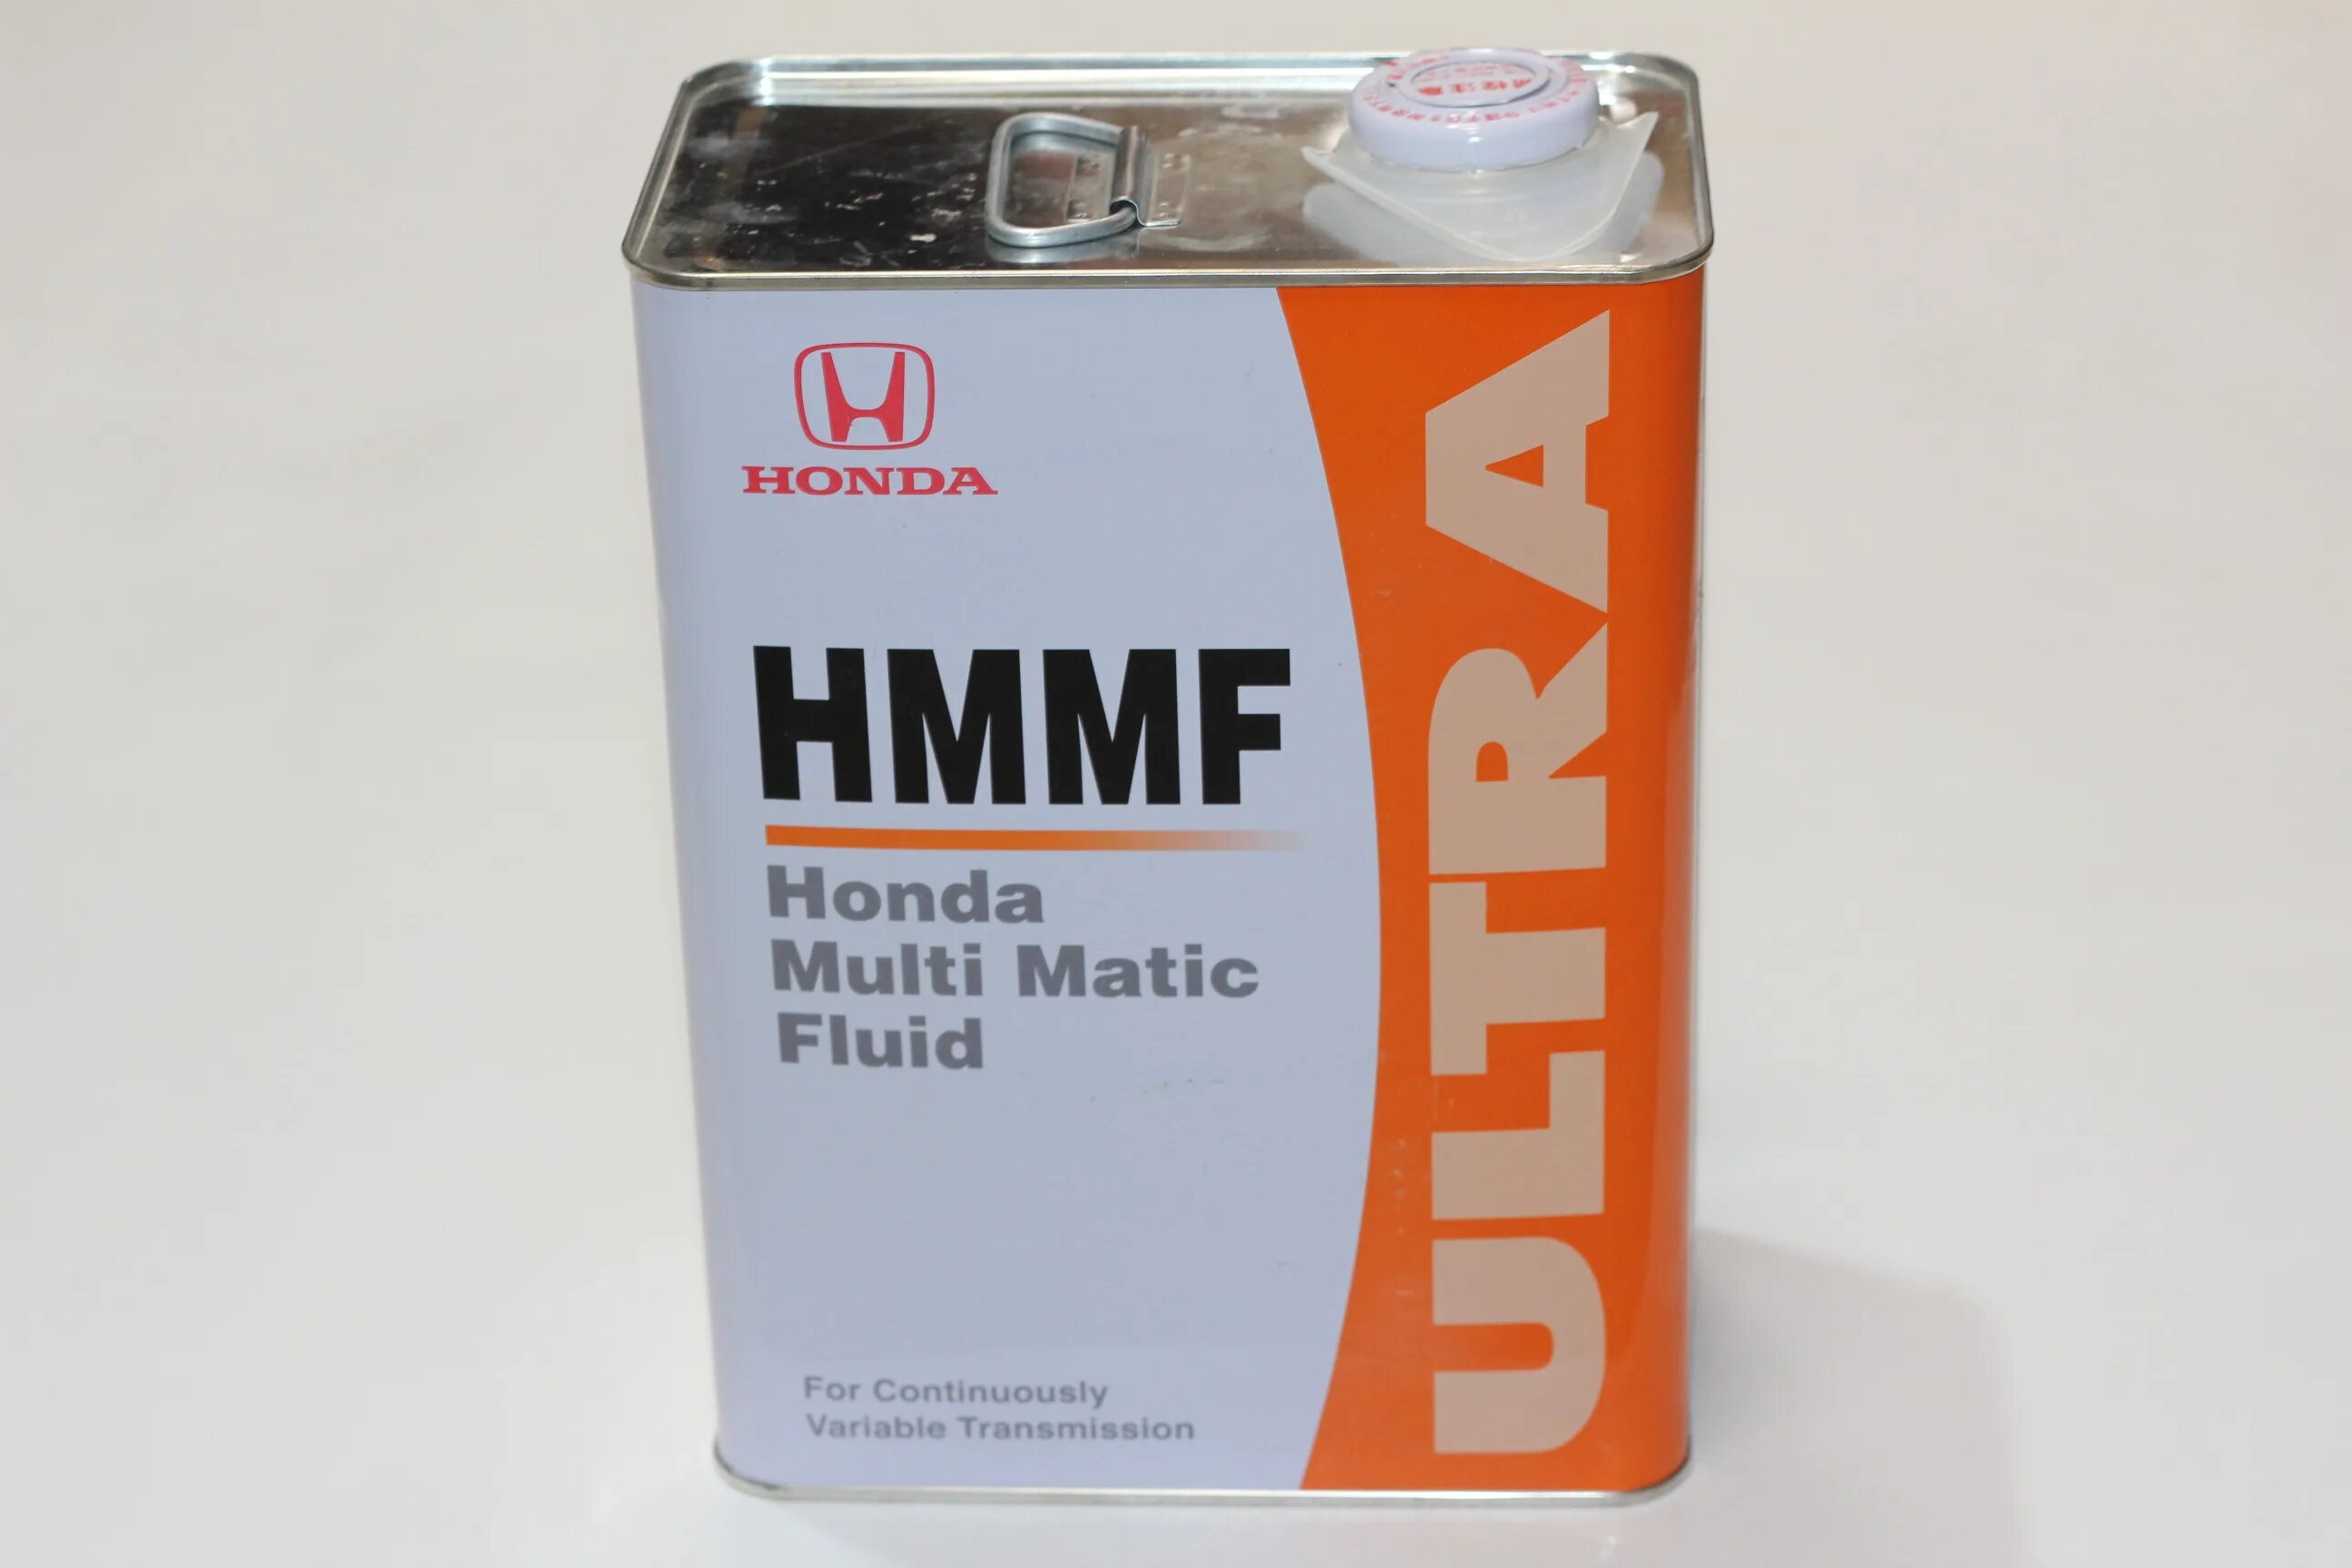 HONDA
HMMF
Honda
Multi Matic
Fluid
For Continuously
Variable Transmission
ULTRA